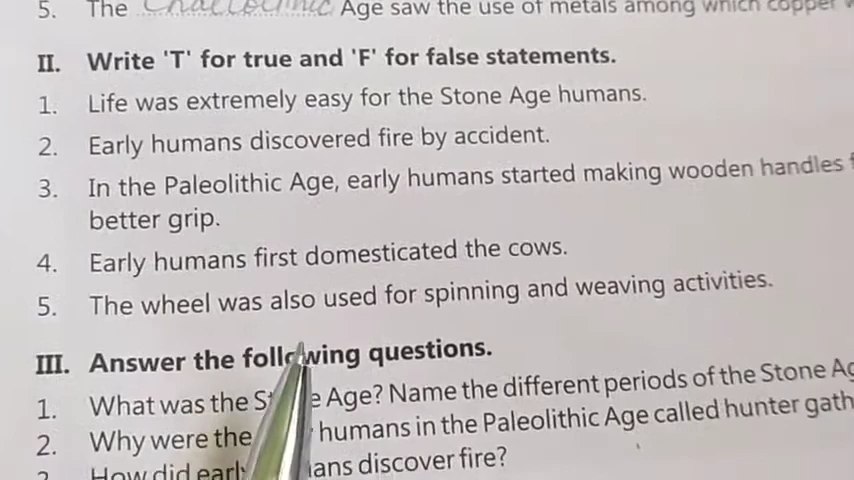 5. The Chalcolithic Age saw the use of metals among which copper
II. Write 'T' for true and 'F' for false statements.
1. Life was extremely easy for the Stone Age humans.
2. Early humans discovered fire by accident.
3. In the Paleolithic Age, early humans started making wooden handles
better grip.
4. Early humans first domesticated the cows.
5. The wheel was also used for spinning and weaving activities.
III. Answer the following questions.
1. What was the Age? Name the different periods of the Stone
2. Why were the humans in the Paleolithic Age called hunter
How did discover fire?